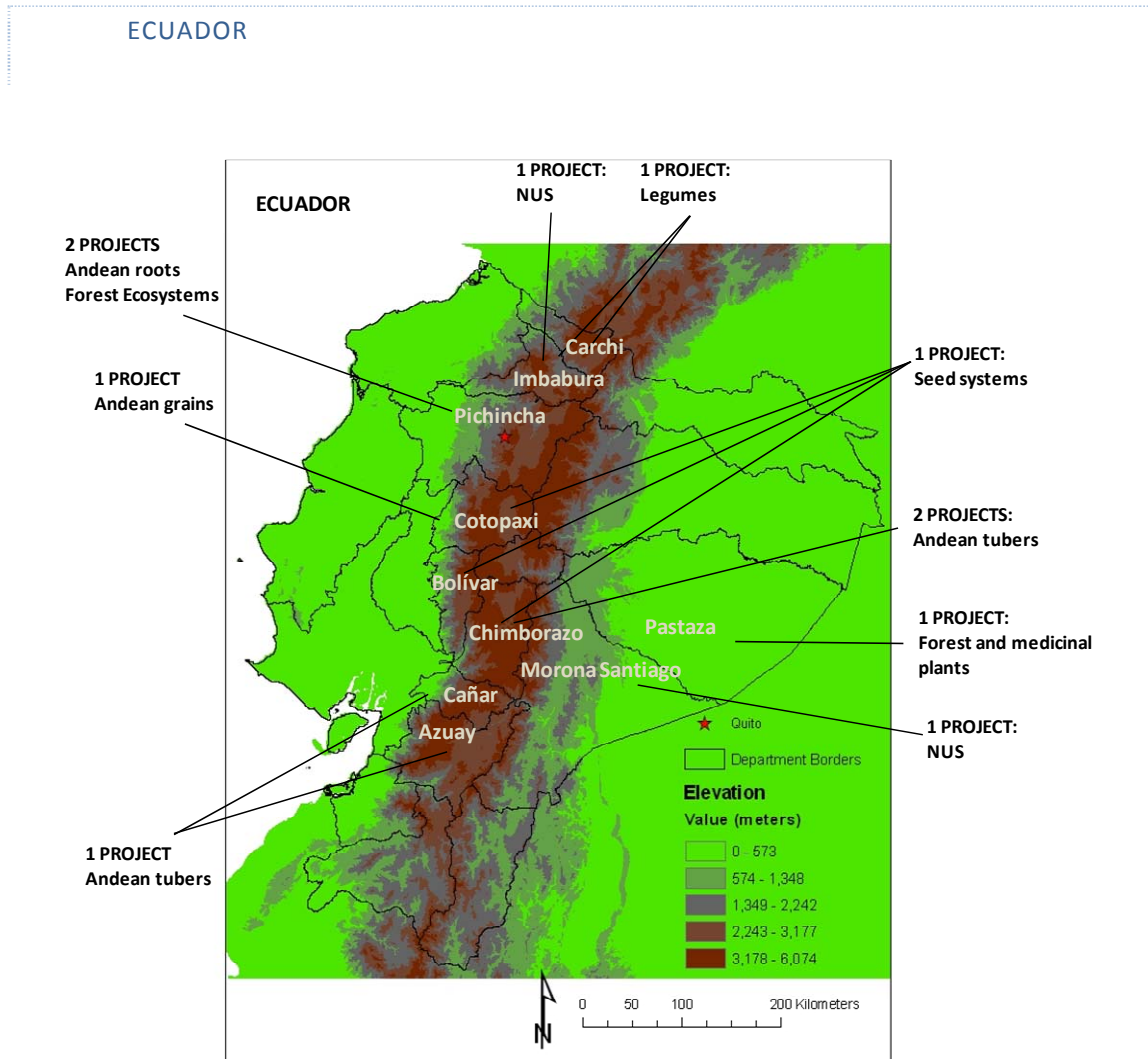 ECUADOR
ECUADOR
1 PROJECT:
NUS
1 PROJECT:
Legumes
2 PROJECTS
Andean roots
Forest Ecosystems
1 PROJECT
Andean grains
1 PROJECT:
Seed systems
2 PROJECTS:
Andean tubers
1 PROJECT:
Forest and medicinal
plants
1 PROJECT:
NUS
1 PROJECT
Andean tubers
Carchi
Imbabura
Pichincha
Cotopaxi
Bolívar
Chimborazo
Pastaza
Morona Santiago
Cañar
Azuay
Quito
Department Borders
Elevation
Value (meters)
0 - 573
574 - 1,348
1,349 - 2,242
2,243 - 3,177
3,178 - 6,074
0 50 100 200 Kilometers
N